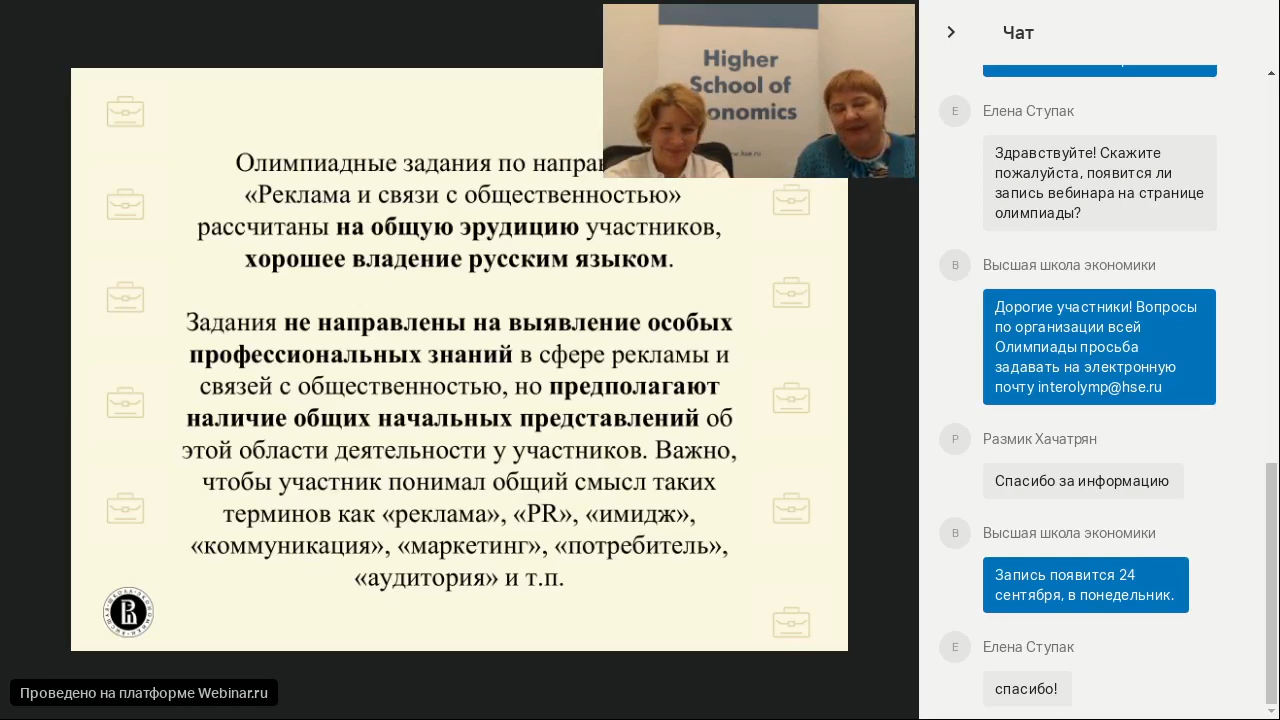 Олимпиадные задания по направ
«Реклама и связи с общественностью»
рассчитаны на общую эрудицию участников,
хорошее владение русским языком.
Задания не направлены на выявление особых
профессиональных знаний в сфере рекламы и
связей с общественностью, но предполагают
наличие общих начальных представлений об
этой области деятельности у участников. Важно,
чтобы участник понимал общий смысл таких
терминов как «реклама», «PR», «имидж»,
«коммуникация», «маркетинг», «потребитель»,
«аудитория» и т.п.
Проведено на платформе Webinar.ru
Higher
School of
onomics
Чат
Е
Елена Ступак
Здравствуйте! Скажите
пожалуйста, появится ли
запись вебинара на странице
олимпиады?
В
Высшая школа экономики
Дорогие участники! Вопросы
по организации всей
Олимпиады просьба
задавать на электронную
почту interolymp@hse.ru
Р
Размик Хачатрян
Спасибо за информацию
В
Высшая школа экономики
Запись появится 24
сентября, в понедельник.
Е
Елена Ступак
спасибо!